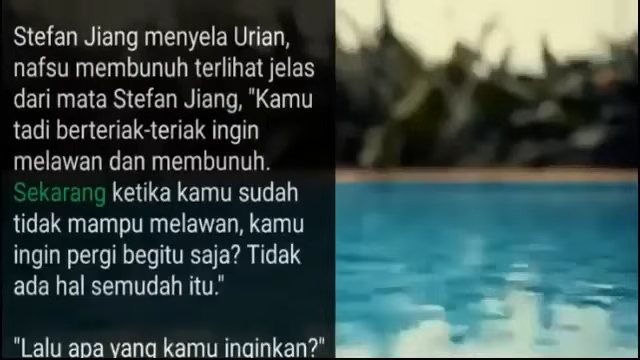 Stefan Jiang menyela Urian,
nafsu membunuh terlihat jelas
dari mata Stefan Jiang, "Kamu
tadi berteriak-teriak ingin
melawan dan membunuh.
Sekarang ketika kamu sudah
tidak mampu melawan, kamu
ingin pergi begitu saja? Tidak
ada hal semudah itu."
"Lalu apa yang kamu inginkan?"